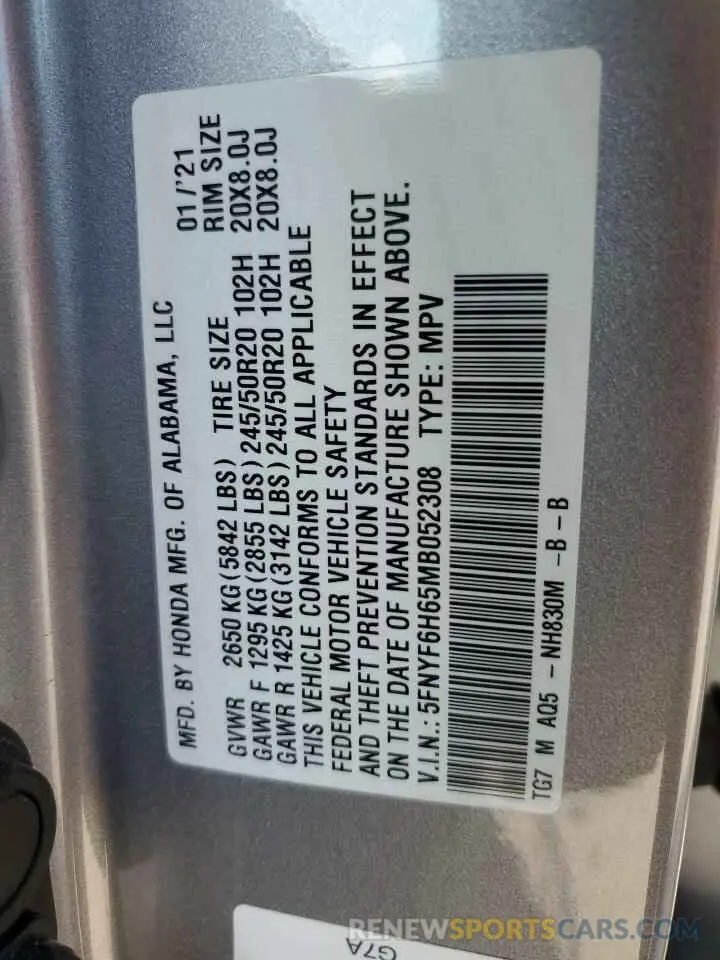 MFD. BY HONDA MFG. OF ALABAMA, LLC 01/'21
GVWR 2650 KG (5842 LBS) TIRE SIZE RIM SIZE
GAWR F 1295 KG (2855 LBS) 245/50R20 102H 20X8.0J
GAWR R 1425 KG (3142 LBS) 245/50R20 102H 20X8.0J
THIS VEHICLE CONFORMS TO ALL APPLICABLE
FEDERAL MOTOR VEHICLE SAFETY
AND THEFT PREVENTION STANDARDS IN EFFECT
ON THE DATE OF MANUFACTURE SHOWN ABOVE.
V.I.N.: 5FNYF6H65MB052308 TYPE: MPV
TG7 M AQ5 - NH830M -B-B
G7A
RENEWSPORTSCARS.COM